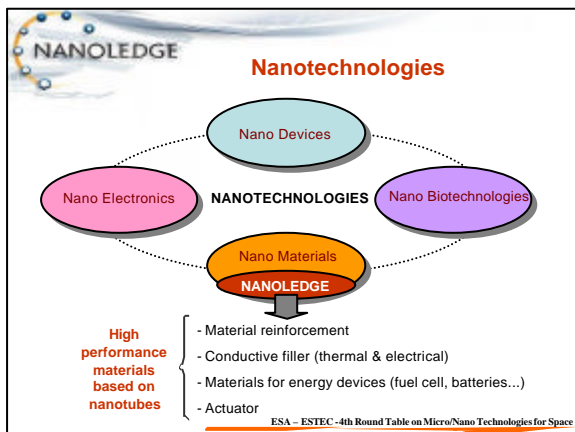 NANOLEDGE
Nanotechnologies
Nano Devices
Nano Electronics
NANOTECHNOLOGIES
Nano Biotechnologies
Nano Materials
NANOLEDGE
High
performance
materials
based on
nanotubes
- Material reinforcement
- Conductive filler (thermal & electrical)
- Materials for energy devices (fuel cell, batteries...)
- Actuator
ESA – ESTEC -4th Round Table on Micro/Nano Technologies for Space